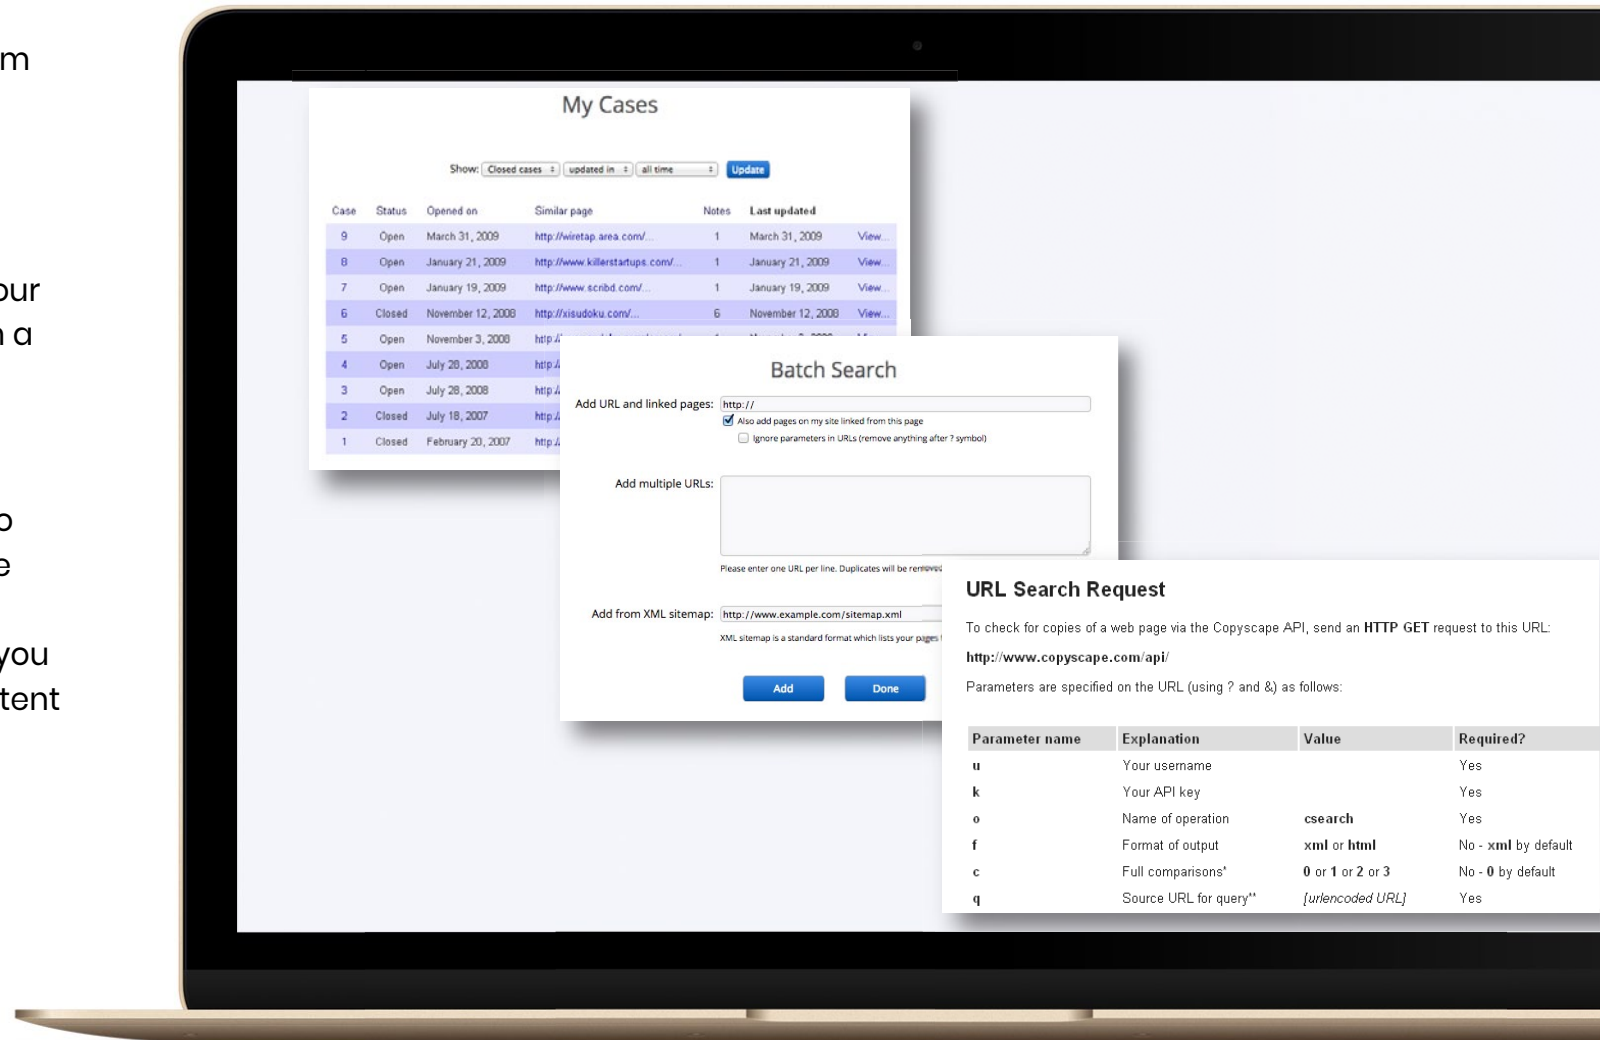 m
our
n a
o
e
you
tent
My Cases
Show: Closed cases updated in all time Update
Case Status Opened on Similar page Notes Last updated
9 Open March 31, 2009 http://wiretap.area.com/... 1 March 31, 2009 View...
8 Open January 21, 2009 http://www.killerstartups.com/... 1 January 21, 2009 View...
7 Open January 19, 2009 http://www.scribd.com/... 1 January 19, 2009 View...
6 Closed November 12, 2008 http://xisudoku.com/... 6 November 12, 2008 View...
5 Open November 3, 2008 http:/
4 Open July 28, 2008 http:/
3 Open July 28, 2008 http:/
2 Closed July 18, 2007 http:/
1 Closed February 20, 2007 http:/
Batch Search
Add URL and linked pages: http://
Also add pages on my site linked from this page
Ignore parameters in URLs (remove anything after ? symbol)
Add multiple URLs:
Please enter one URL per line. Duplicates will be removed
Add from XML sitemap: http://www.example.com/sitemap.xml
XML sitemap is a standard format which lists your pages
Add Done
URL Search Request
To check for copies of a web page via the Copyscape API, send an HTTP GET request to this URL:
http://www.copyscape.com/api/
Parameters are specified on the URL (using ? and &) as follows:
Parameter name Explanation Value Required?
u Your username Yes
k Your API key Yes
o Name of operation csearch Yes
f Format of output xml or html No - xml by default
c Full comparisons* 0 or 1 or 2 or 3 No - 0 by default
q Source URL for query** [urlencoded URL] Yes